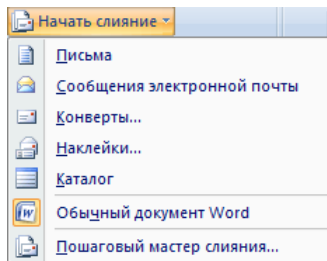 Начать слияние
Письма
Сообщения электронной почты
Конверты...
Наклейки...
Каталог
Обычный документ Word
Пошаговый мастер слияния...